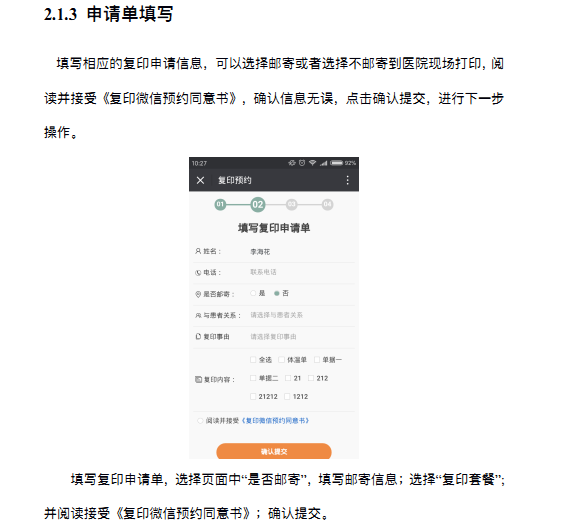 2.1.3 申请单填写
填写相应的复印申请信息，可以选择邮寄或者选择不邮寄到医院现场打印，阅
读并接受《复印微信预约同意书》，确认信息无误，点击确认提交，进行下一步
操作。
10:27 92%
复印预约
01 02 03 04
填写复印申请单
姓名： 李海花
电话： 联系电话
是否邮寄： 是 否
与患者关系： 请选择与患者关系
复印事由 请选择复印事由
全选 体温单 单据一
复印内容： 单据二 21 212
21212 1212
阅读并接受《复印微信预约同意书》
确认提交
填写复印申请单，选择页面中“是否邮寄”，填写邮寄信息；选择“复印套餐”；
并阅读接受《复印微信预约同意书》；确认提交。